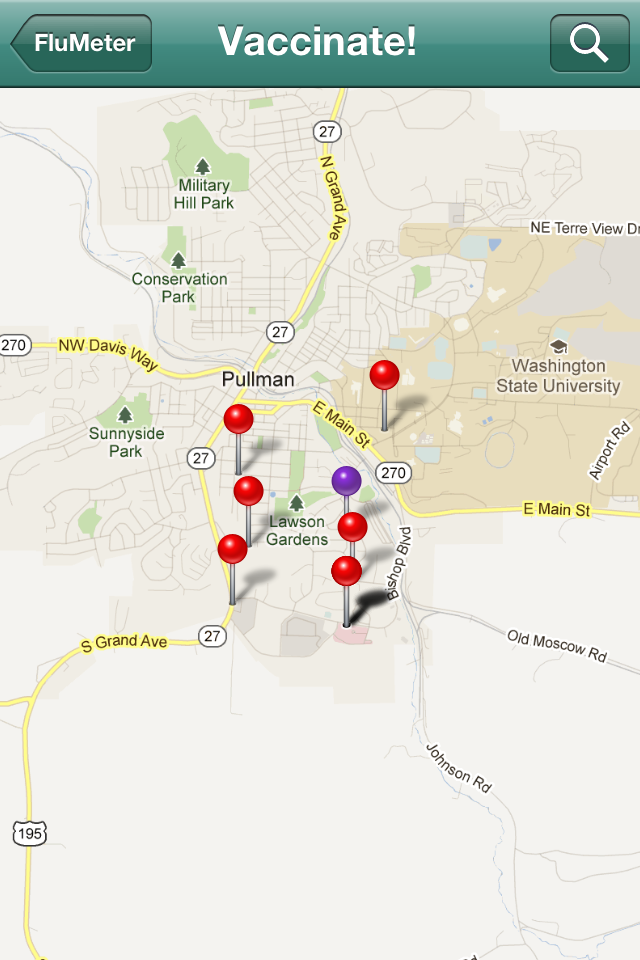 FluMeter
Vaccinate!
27
N Grand Ave
Military
Hill Park
NE Terre View Dr
Conservation
Park
27
270
NW Davis Way
Washington
State University
Pullman
E Main St
Sunnyside
Park
Airport Rd
27
270
E Main St
Lawson
Gardens
Bishop Blvd
27
S Grand Ave
Old Moscow Rd
Johnson Rd
195